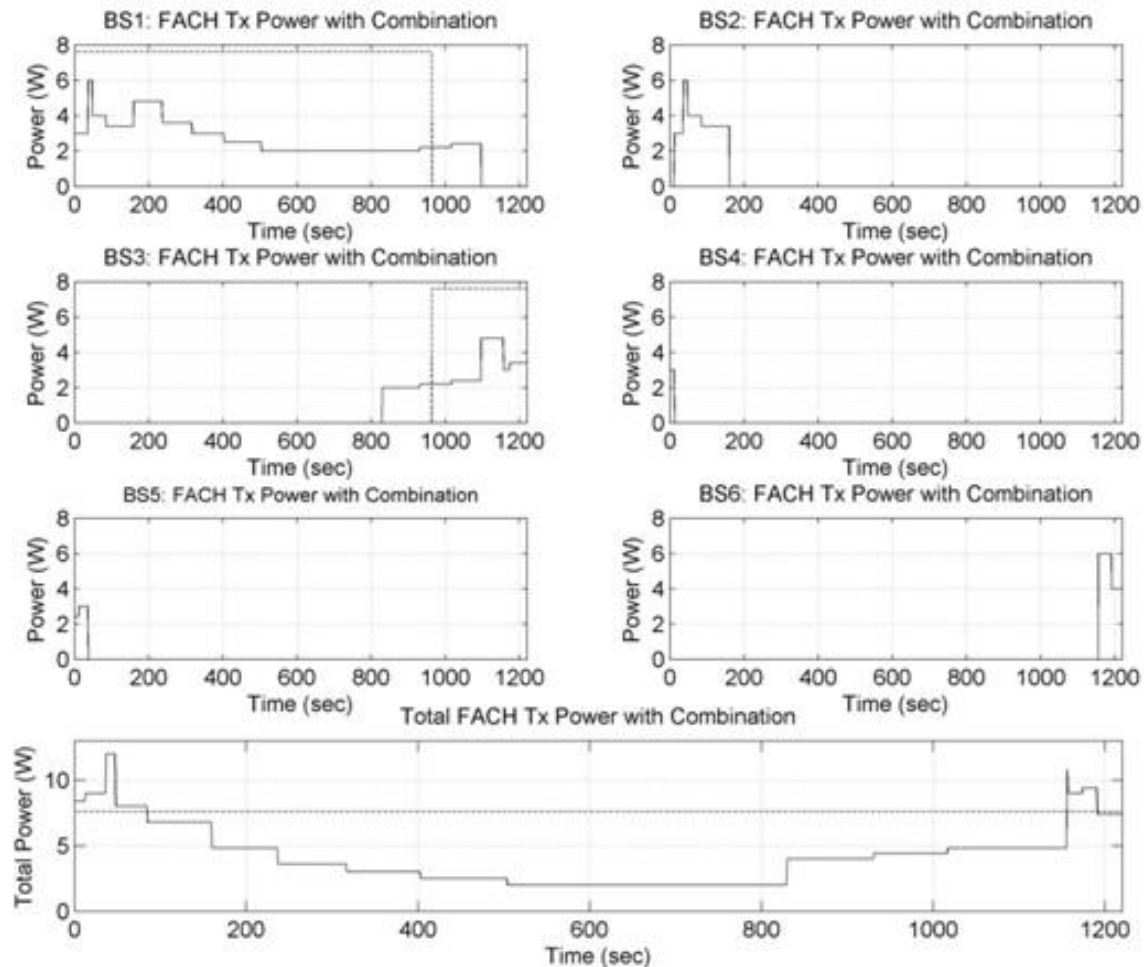 BS1: FACH Tx Power with Combination
8
6
4
2
0
Power (W)
0 200 400 600 800 1000 1200
Time (sec)
BS2: FACH Tx Power with Combination
8
6
4
2
0
Power (W)
0 200 400 600 800 1000 1200
Time (sec)
BS3: FACH Tx Power with Combination
8
6
4
2
0
Power (W)
0 200 400 600 800 1000 1200
Time (sec)
BS4: FACH Tx Power with Combination
8
6
4
2
0
Power (W)
0 200 400 600 800 1000 1200
Time (sec)
BS5: FACH Tx Power with Combination
8
6
4
2
0
Power (W)
0 200 400 600 800 1000 1200
Time (sec)
BS6: FACH Tx Power with Combination
8
6
4
2
0
Power (W)
0 200 400 600 800 1000 1200
Time (sec)
Total FACH Tx Power with Combination
10
5
0
Total Power (W)
0 200 400 600 800 1000 1200
Time (sec)